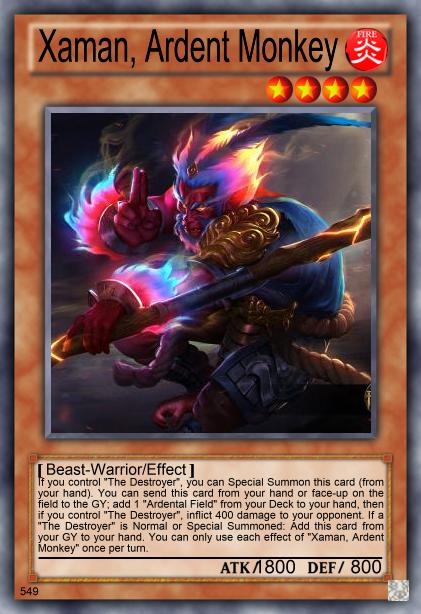 Xaman, Ardent Monkey
FIRE
炎
[ Beast-Warrior/Effect ]
If you control "The Destroyer", you can Special Summon this card (from
your hand). You can send this card from your hand or face-up on the
field to the GY; add 1 "Ardental Field" from your Deck to your hand, then
if you control "The Destroyer", inflict 400 damage to your opponent. If a
"The Destroyer" is Normal or Special Summoned: Add this card from
your GY to your hand. You can only use each effect of "Xaman, Ardent
Monkey" once per turn.
ATK/1800 DEF/ 800
549